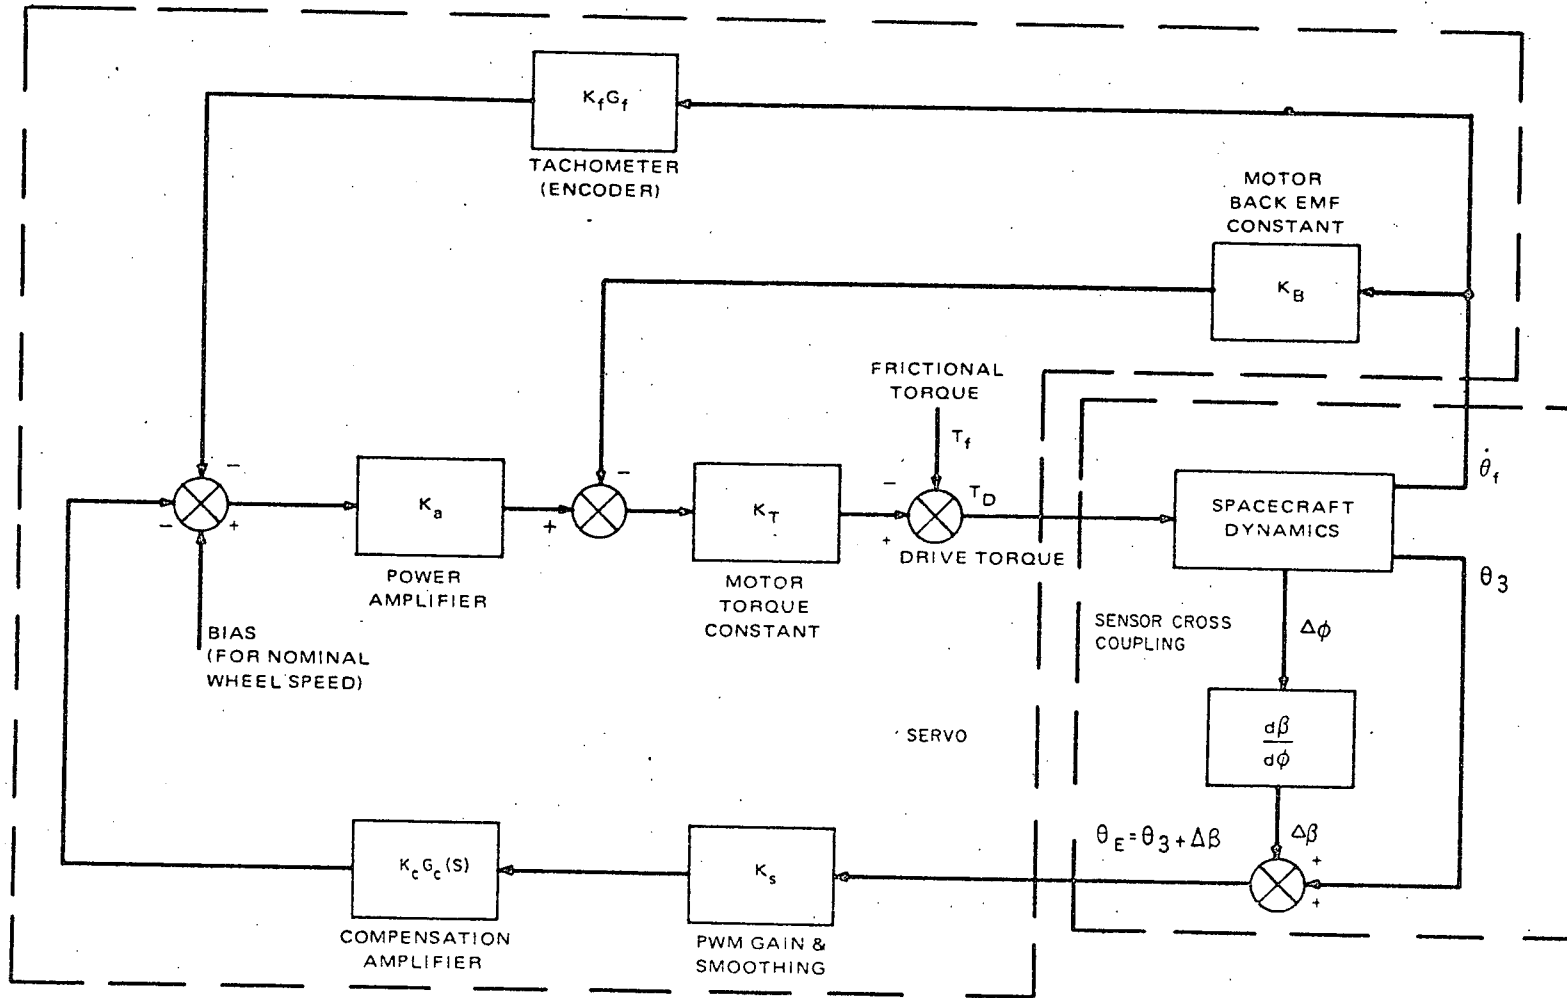 K_f G_f
TACHOMETER
(ENCODER)
MOTOR
BACK EMF
CONSTANT
K_B
FRICTIONAL
TORQUE
T_f
−
−
−
+
−
K_a
+
K_T
+
T_D
DRIVE TORQUE
SPACECRAFT
DYNAMICS
θ̇_f
θ_3
POWER
AMPLIFIER
MOTOR
TORQUE
CONSTANT
BIAS
(FOR NOMINAL
WHEEL SPEED)
SENSOR CROSS
COUPLING
Δϕ
dβ
dϕ
SERVO
θ_E = θ_3 + Δβ
Δβ
+
+
K_c G_c (S)
K_s
COMPENSATION
AMPLIFIER
PWM GAIN &
SMOOTHING